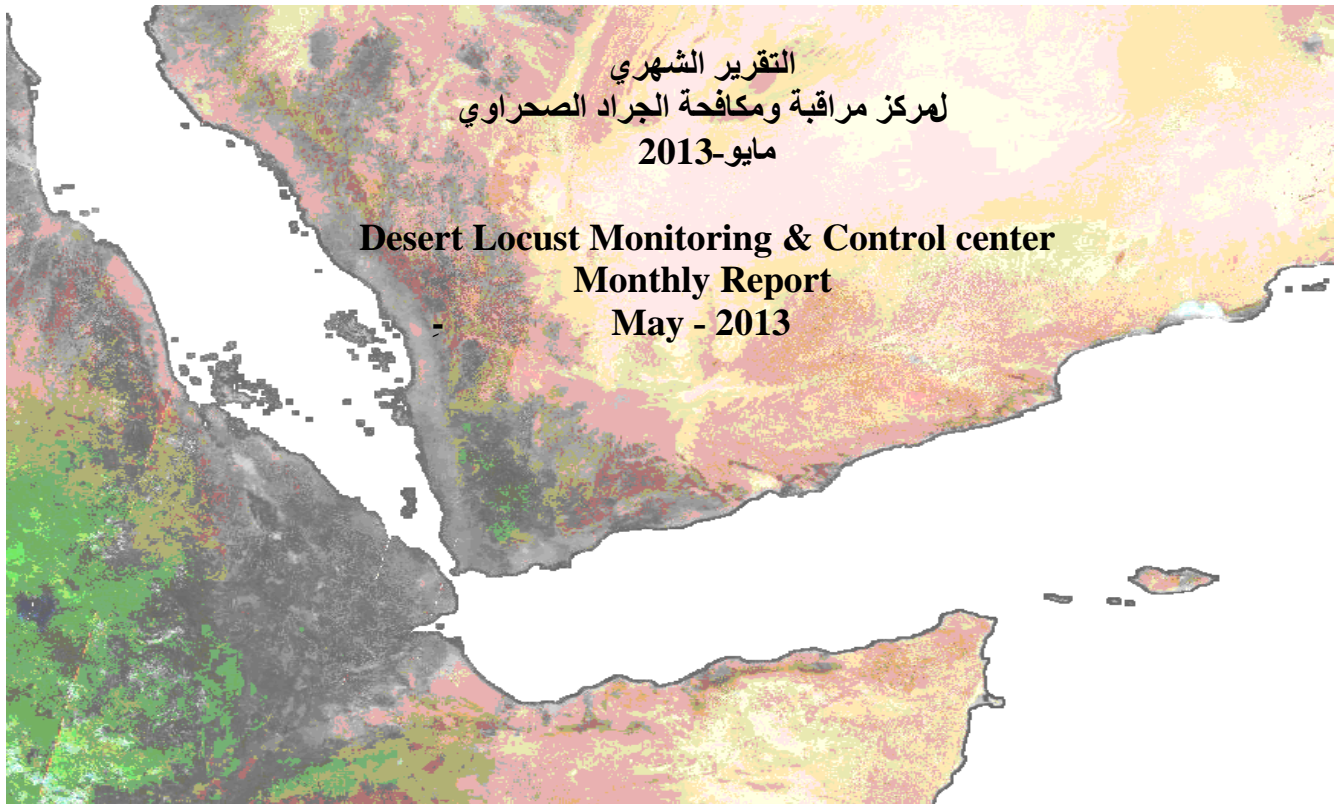 التقرير الشهري
لمركز مراقبة ومكافحة الجراد الصحراوي
مايو-2013
Desert Locust Monitoring & Control center
Monthly Report
- May - 2013